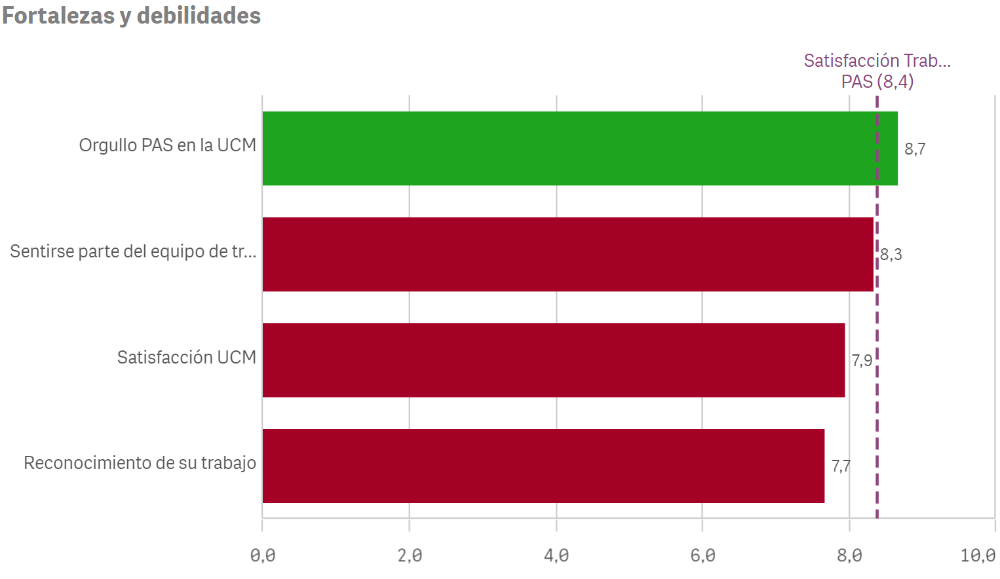 Fortalezas y debilidades
Satisfacción Trab...
PAS (8,4)
Orgullo PAS en la UCM
8,7
Sentirse parte del equipo de tr...
8,3
Satisfacción UCM
7,9
Reconocimiento de su trabajo
7,7
0,0 2,0 4,0 6,0 8,0 10,0